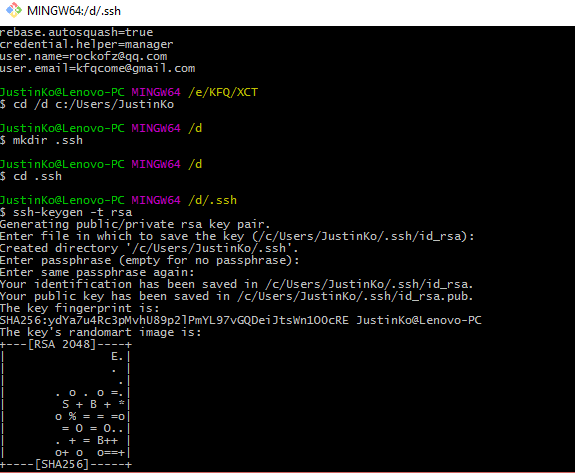 MINGW64:/d/.ssh
rebase.autosquash=true
credential.helper=manager
user.name=rockofz@qq.com
user.email=kfqcome@gmail.com
JustinKo@Lenovo-PC MINGW64 /e/KFQ/XCT
$ cd /d c:/Users/JustinKo
JustinKo@Lenovo-PC MINGW64 /d
$ mkdir .ssh
JustinKo@Lenovo-PC MINGW64 /d
$ cd .ssh
JustinKo@Lenovo-PC MINGW64 /d/.ssh
$ ssh-keygen -t rsa
Generating public/private rsa key pair.
Enter file in which to save the key (/c/Users/JustinKo/.ssh/id_rsa):
Created directory '/c/Users/JustinKo/.ssh'.
Enter passphrase (empty for no passphrase):
Enter same passphrase again:
Your identification has been saved in /c/Users/JustinKo/.ssh/id_rsa.
Your public key has been saved in /c/Users/JustinKo/.ssh/id_rsa.pub.
The key fingerprint is:
SHA256:ydYa7u4Rc3pMvhU89p2lPmYL97vGQDeiJtsWn1OOcRE JustinKo@Lenovo-PC
The key's randomart image is:
+---[RSA 2048]----+
|               E.|
|               . |
|                .|
|       . o . o =.|
|        S + B + *|
|       o % = = =o|
|        = O = O..|
|       . + = B++ |
|       o+ o  o==+|
+----[SHA256]-----+